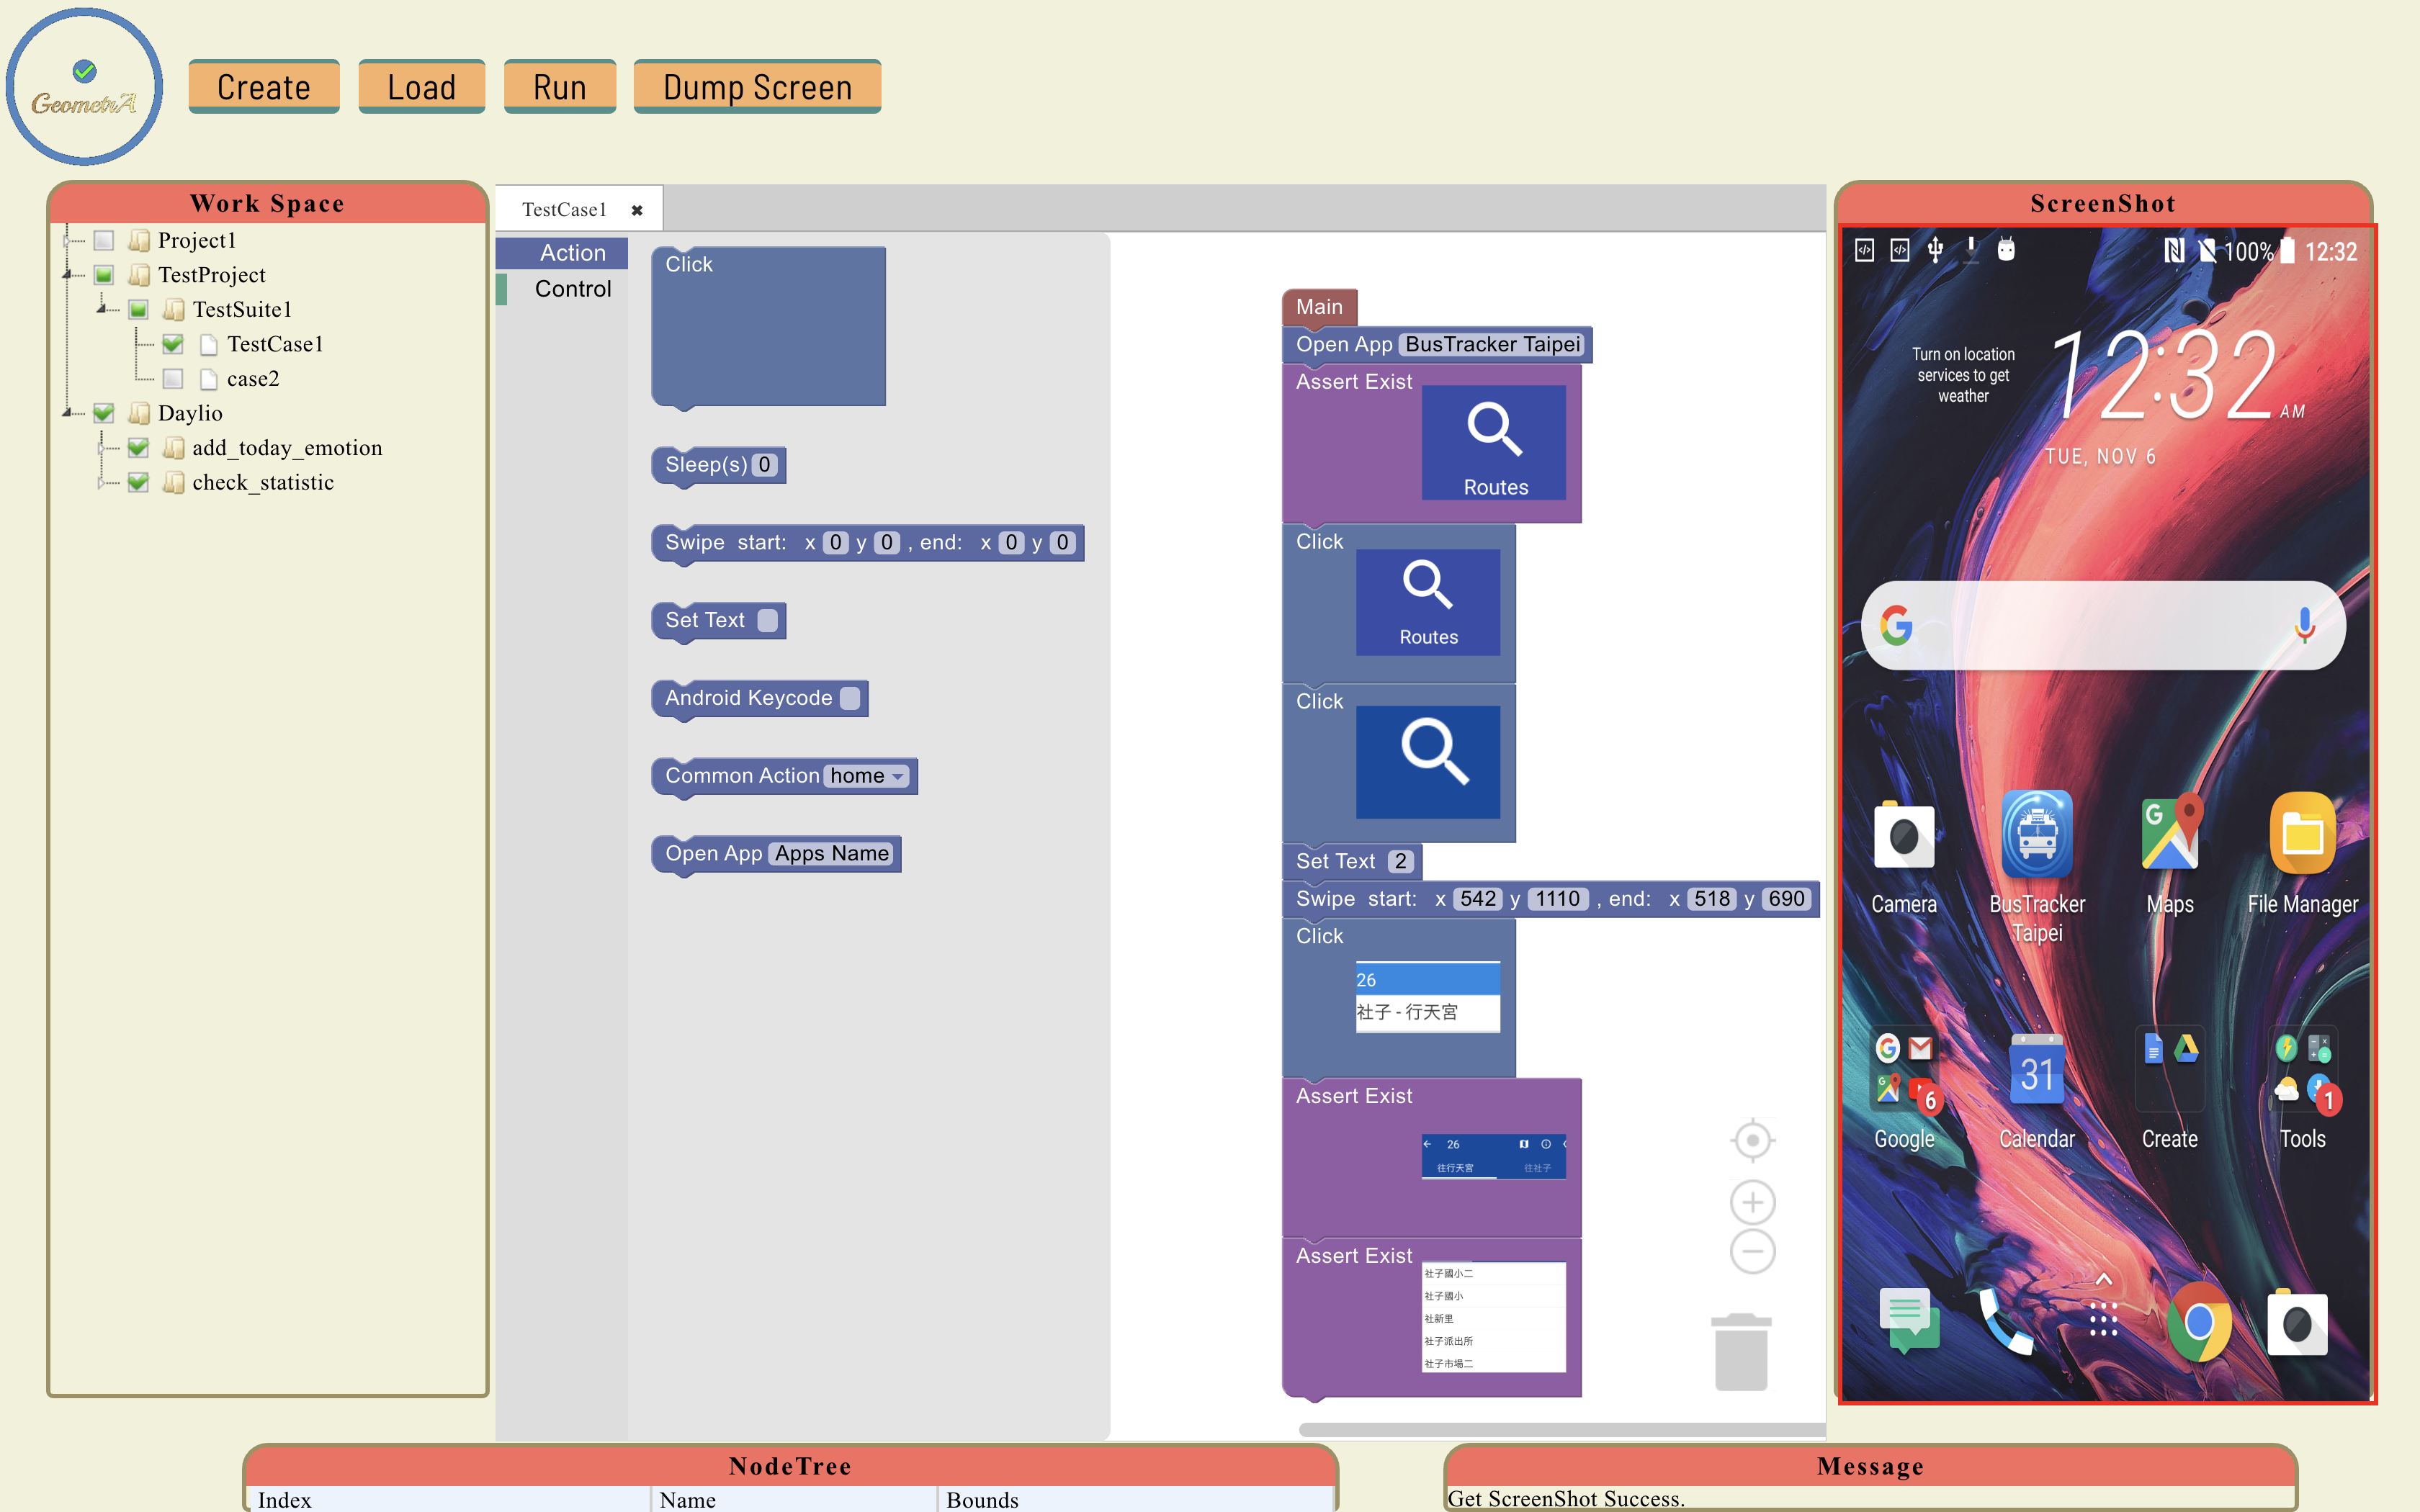 GeometrA
Create
Load
Run
Dump Screen
Work Space
Project1
TestProject
TestSuite1
TestCase1
case2
Daylio
add_today_emotion
check_statistic
TestCase1 ✖
Action
Control
Click
Sleep(s) 0
Swipe start: x 0 y 0 , end: x 0 y 0
Set Text
Android Keycode
Common Action home
Open App Apps Name
Main
Open App BusTracker Taipei
Assert Exist
Routes
Click
Routes
Click
Set Text 2
Swipe start: x 542 y 1110 , end: x 518 y 690
Click
26
社子 - 行天宮
Assert Exist
26
往行天宮 往社子
Assert Exist
社子國小二
社子國小
社新里
社子派出所
社子市場二
ScreenShot
100% 12:32
Turn on location
services to get
weather
12:32 AM
TUE, NOV 6
Camera
BusTracker
Taipei
Maps
File Manager
6
31
1
Google
Calendar
Create
Tools
NodeTree
Index
Name
Bounds
Message
Get ScreenShot Success.